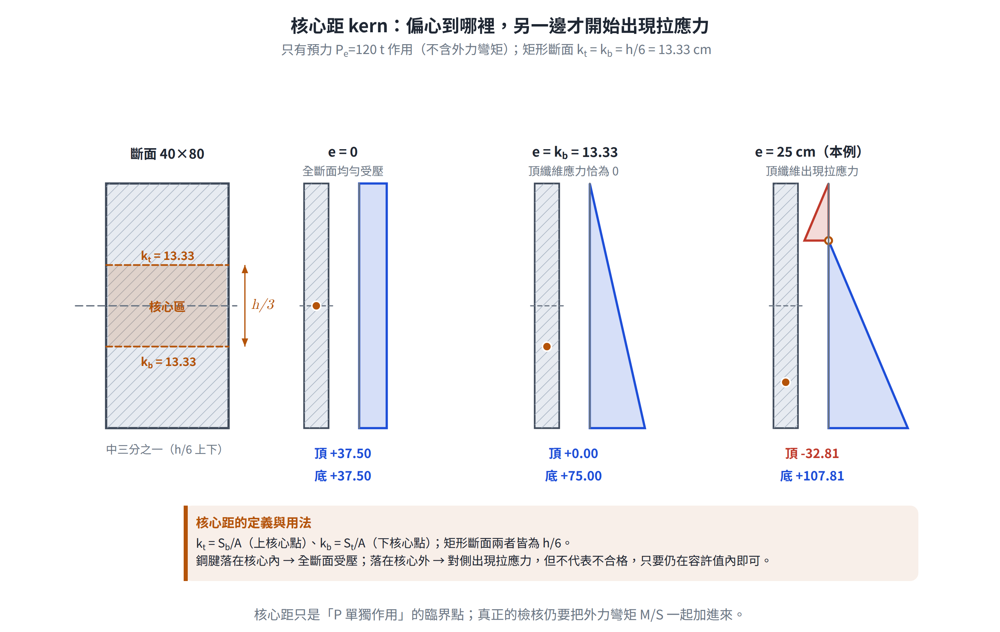 核心距 kern：偏心到哪裡，另一邊才開始出現拉應力
只有預力 Pₑ=120 t 作用（不含外力彎矩）；矩形斷面 kₜ = k_b = h/6 = 13.33 cm
斷面 40×80
kₜ = 13.33
核心區
k_b = 13.33
h/3
中三分之一（h/6 上下）
e = 0
全斷面均勻受壓
頂 +37.50
底 +37.50
e = k_b = 13.33
頂纖維應力恰為 0
頂 +0.00
底 +75.00
e = 25 cm（本例）
頂纖維出現拉應力
頂 -32.81
底 +107.81
核心距的定義與用法
kₜ = S_b/A（上核心點）、k_b = Sₜ/A（下核心點）；矩形斷面兩者皆為 h/6。
鋼腱落在核心內 → 全斷面受壓；落在核心外 → 對側出現拉應力，但不代表不合格，只要仍在容許值內即可。
核心距只是「P 單獨作用」的臨界點；真正的檢核仍要把外力彎矩 M/S 一起加進來。